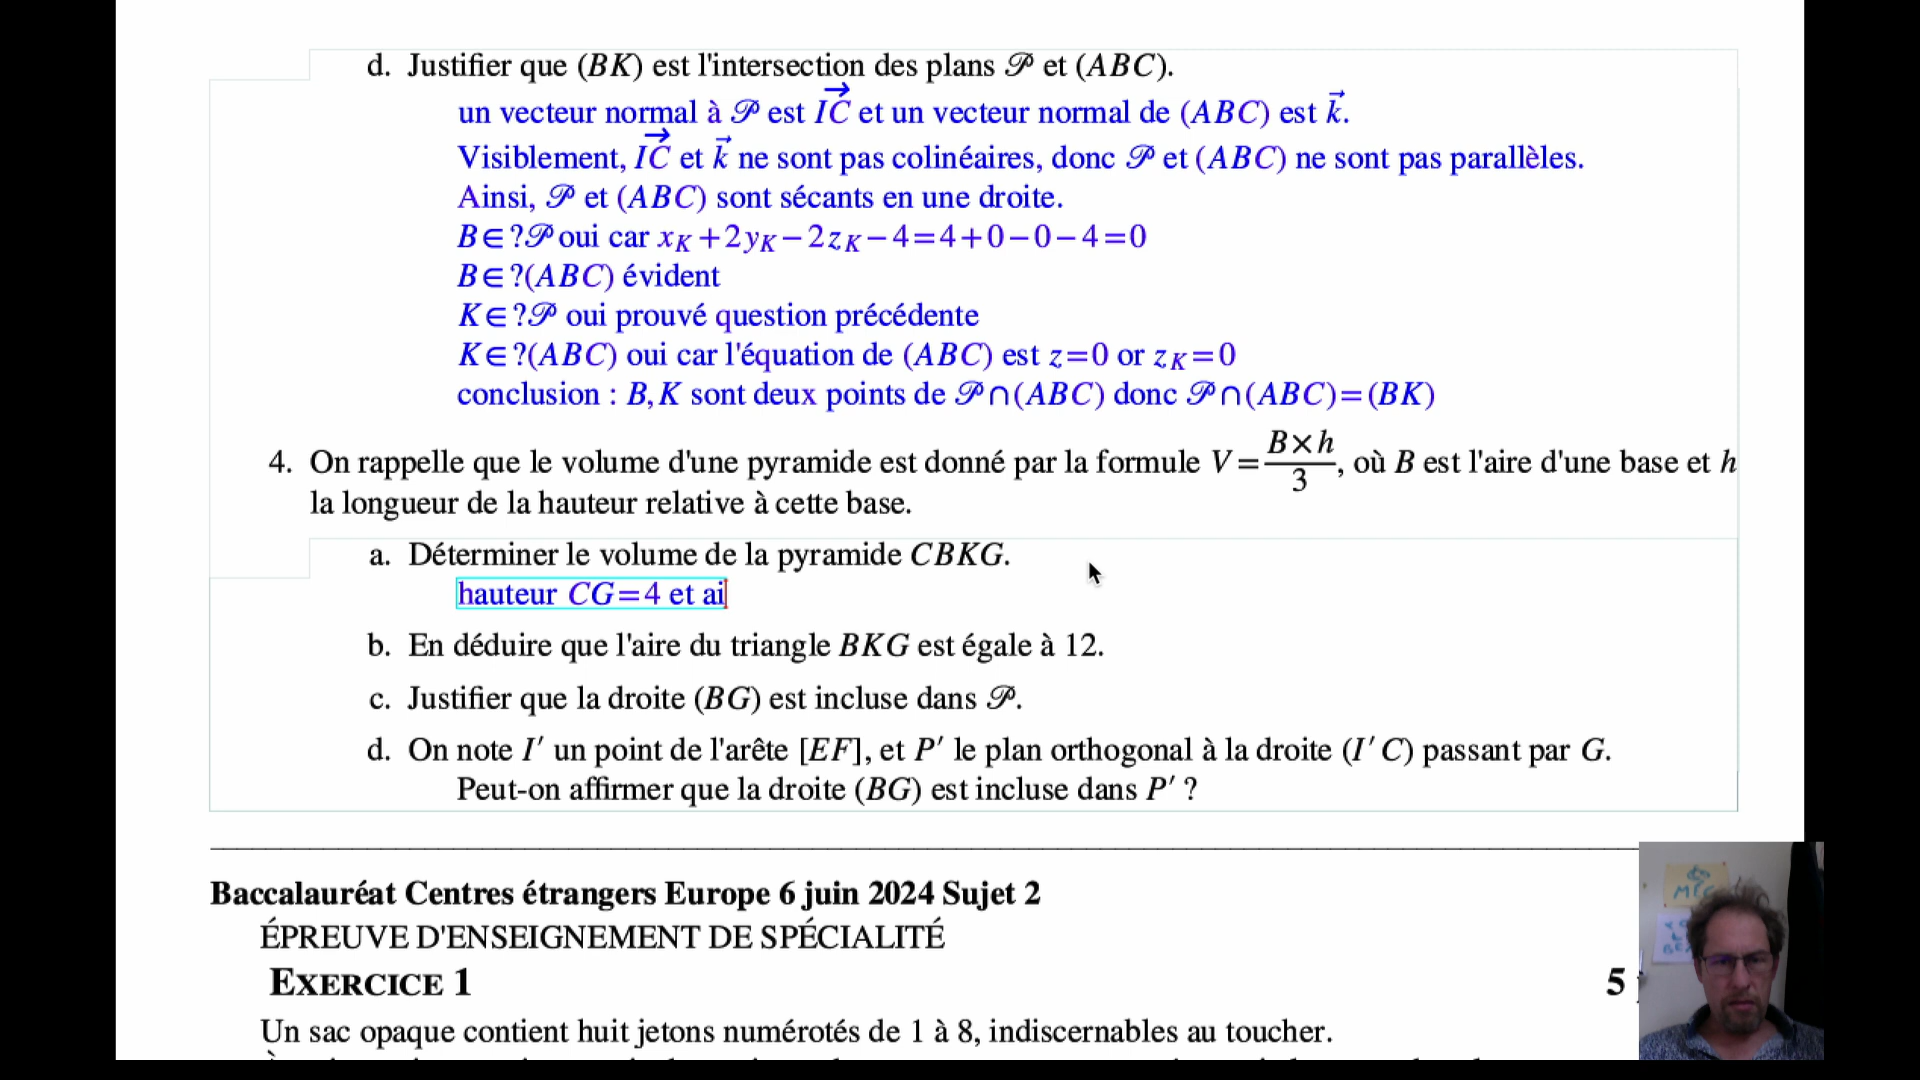 d. Justifier que (BK) est l'intersection des plans 𝒫 et (ABC).
un vecteur normal à 𝒫 est \overrightarrow{IC} et un vecteur normal de (ABC) est \vec{k}.
Visiblement, \overrightarrow{IC} et \vec{k} ne sont pas colinéaires, donc 𝒫 et (ABC) ne sont pas parallèles.
Ainsi, 𝒫 et (ABC) sont sécants en une droite.
B∈?𝒫 oui car x_K+2y_K−2z_K−4=4+0−0−4=0
B∈?(ABC) évident
K∈?𝒫 oui prouvé question précédente
K∈?(ABC) oui car l'équation de (ABC) est z=0 or z_K=0
conclusion : B,K sont deux points de 𝒫∩(ABC) donc 𝒫∩(ABC)=(BK)
4. On rappelle que le volume d'une pyramide est donné par la formule V=\frac{B×h}{3}, où B est l'aire d'une base et h
la longueur de la hauteur relative à cette base.
a. Déterminer le volume de la pyramide CBKG.
hauteur CG=4 et ai
b. En déduire que l'aire du triangle BKG est égale à 12.
c. Justifier que la droite (BG) est incluse dans 𝒫.
d. On note I′ un point de l'arête [EF], et P′ le plan orthogonal à la droite (I′C) passant par G.
Peut-on affirmer que la droite (BG) est incluse dans P′ ?
Baccalauréat Centres étrangers Europe 6 juin 2024 Sujet 2
ÉPREUVE D'ENSEIGNEMENT DE SPÉCIALITÉ
EXERCICE 1
5
Un sac opaque contient huit jetons numérotés de 1 à 8, indiscernables au toucher.